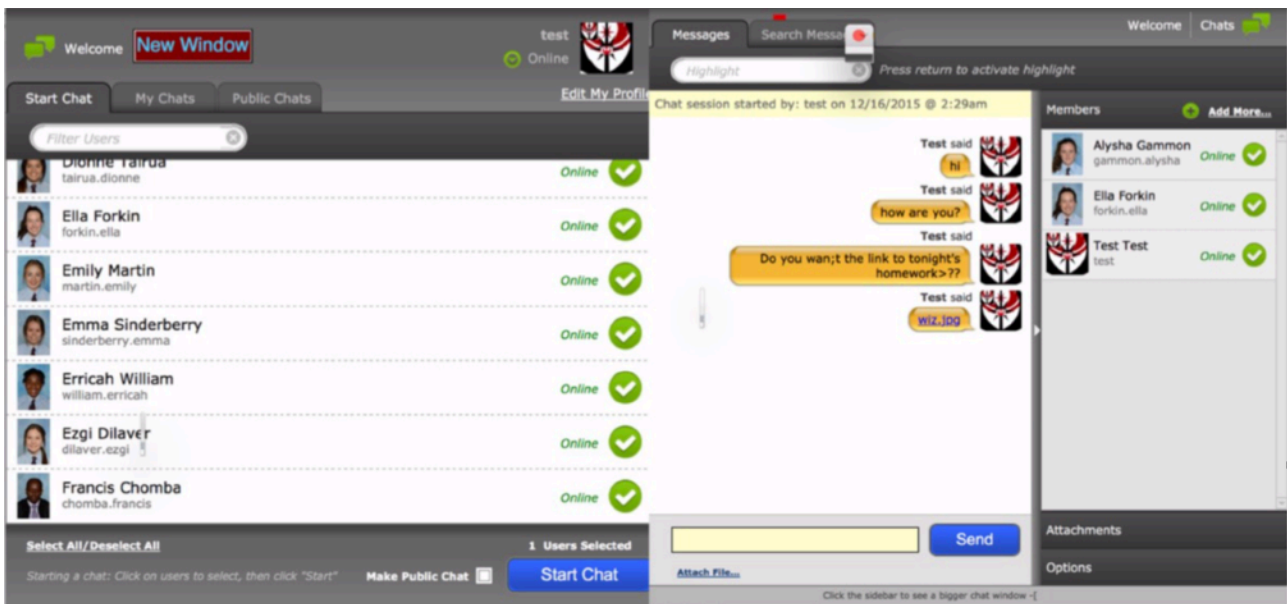 Welcome
New Window
test
Online
Start Chat
My Chats
Public Chats
Edit My Profile
Filter Users
Dionne Tairua
tairua.dionne
Online
Ella Forkin
forkin.ella
Online
Emily Martin
martin.emily
Online
Emma Sinderberry
sinderberry.emma
Online
Erricah William
william.erricah
Online
Ezgi Dilaver
dilaver.ezgi
Online
Francis Chomba
chomba.francis
Online
Select All/Deselect All
1 Users Selected
Starting a chat: Click on users to select, then click "Start"
Make Public Chat
Start Chat
Messages
Search Messa
Welcome
Chats
Highlight
Press return to activate highlight
Chat session started by: test on 12/16/2015 @ 2:29am
Test said
hi
Test said
how are you?
Test said
Do you wan;t the link to tonight's
homework>??
Test said
wiz.jpg
Members
Add More...
Alysha Gammon
gammon.alysha
Online
Ella Forkin
forkin.ella
Online
Test Test
test
Online
Send
Attach File...
Attachments
Options
Click the sidebar to see a bigger chat window -[